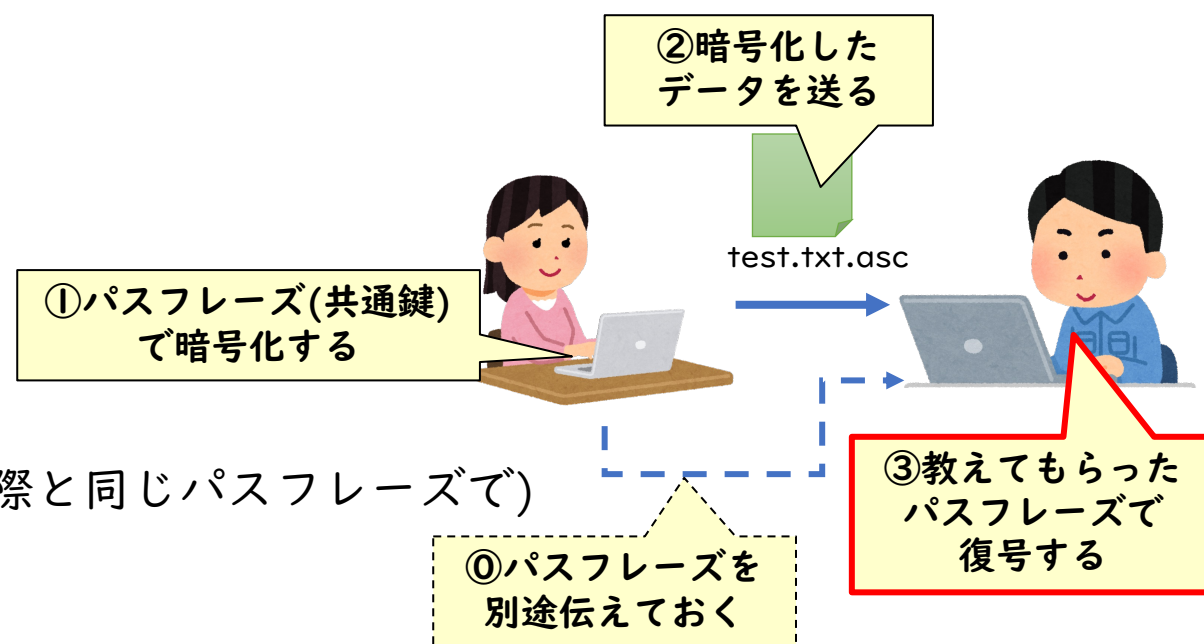 ②暗号化した
データを送る
test.txt.asc
①パスフレーズ(共通鍵)
で暗号化する
際と同じパスフレーズで)
③教えてもらった
パスフレーズで
復号する
⓪パスフレーズを
別途伝えておく